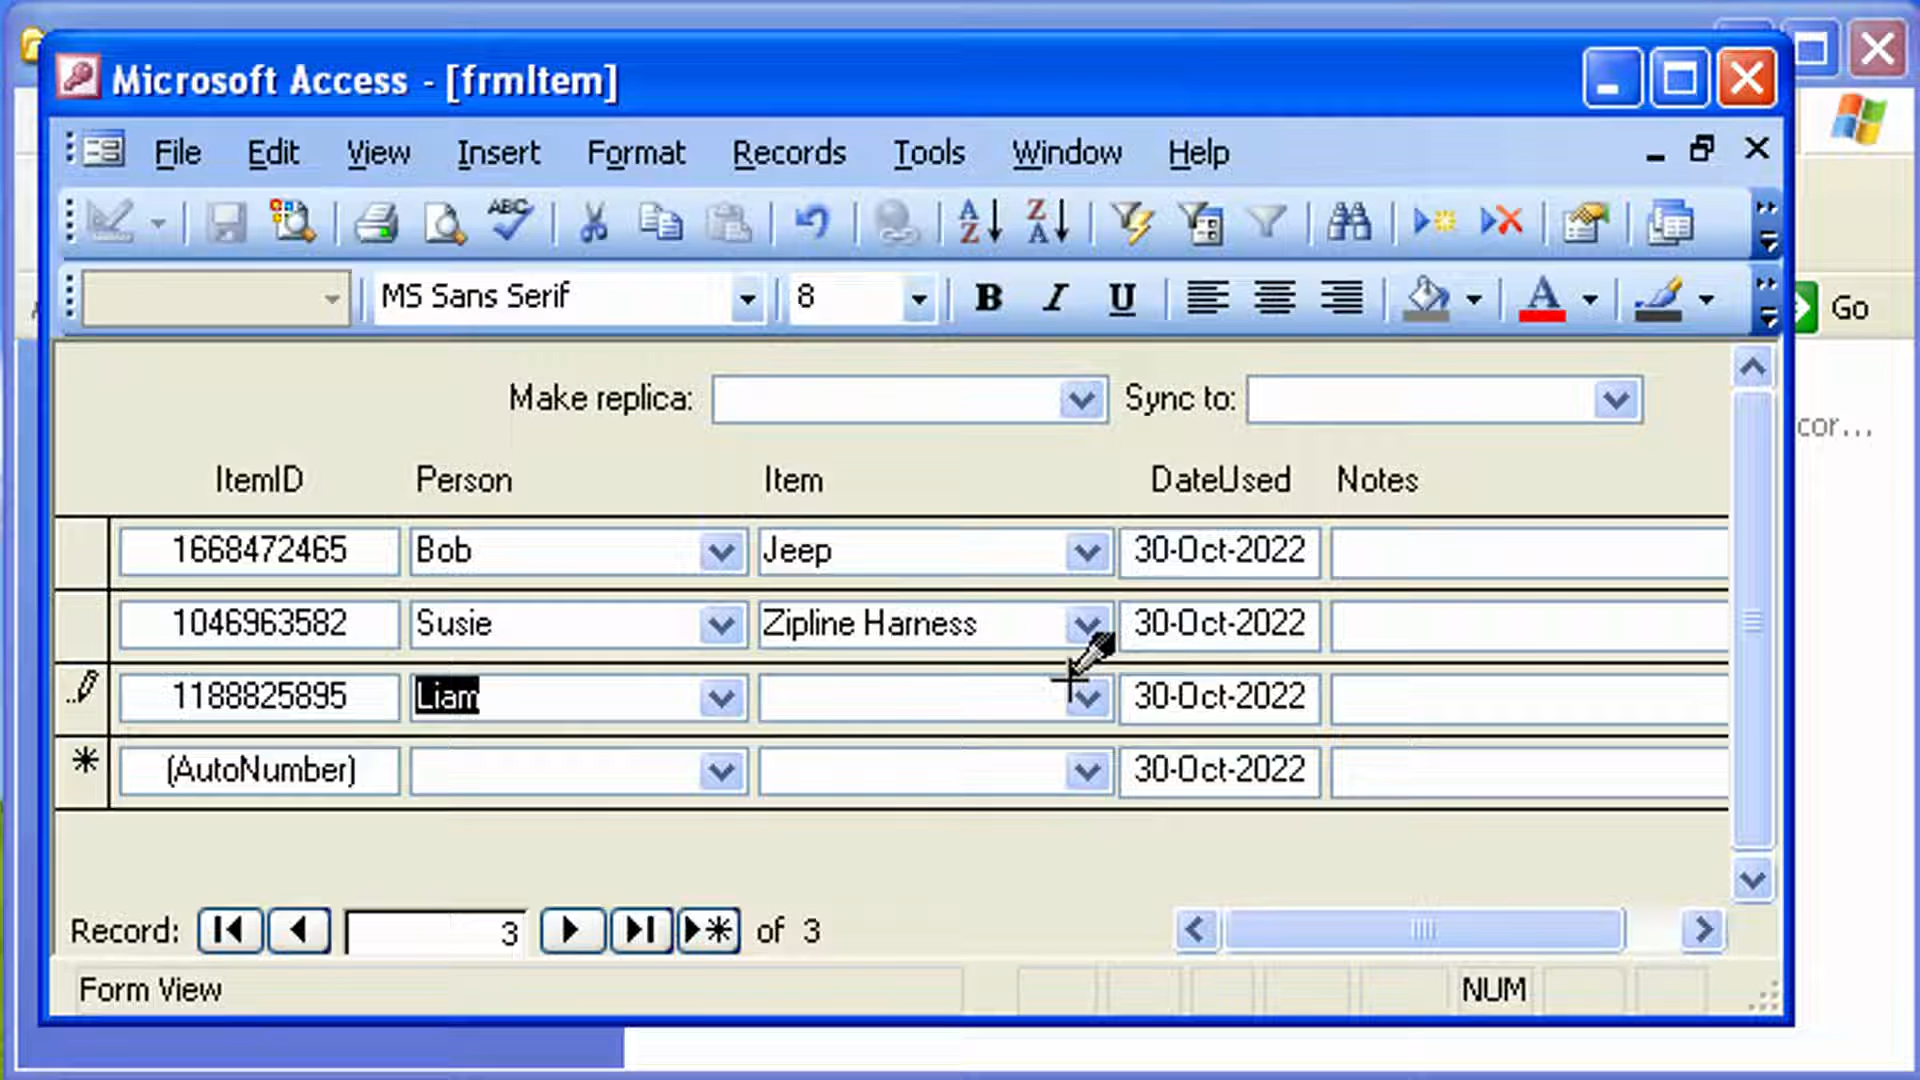 Microsoft Access - [frmItem]
File Edit View Insert Format Records Tools Window Help
ABC
A Z Z A
MS Sans Serif 8 B I U A Go
Make replica: Sync to:
cor...
ItemID Person Item DateUsed Notes
1668472465 Bob Jeep 30-Oct-2022
1046963582 Susie Zipline Harness 30-Oct-2022
1188825895 Liam 30-Oct-2022
(AutoNumber) 30-Oct-2022
Record: 3 of 3
Form View NUM